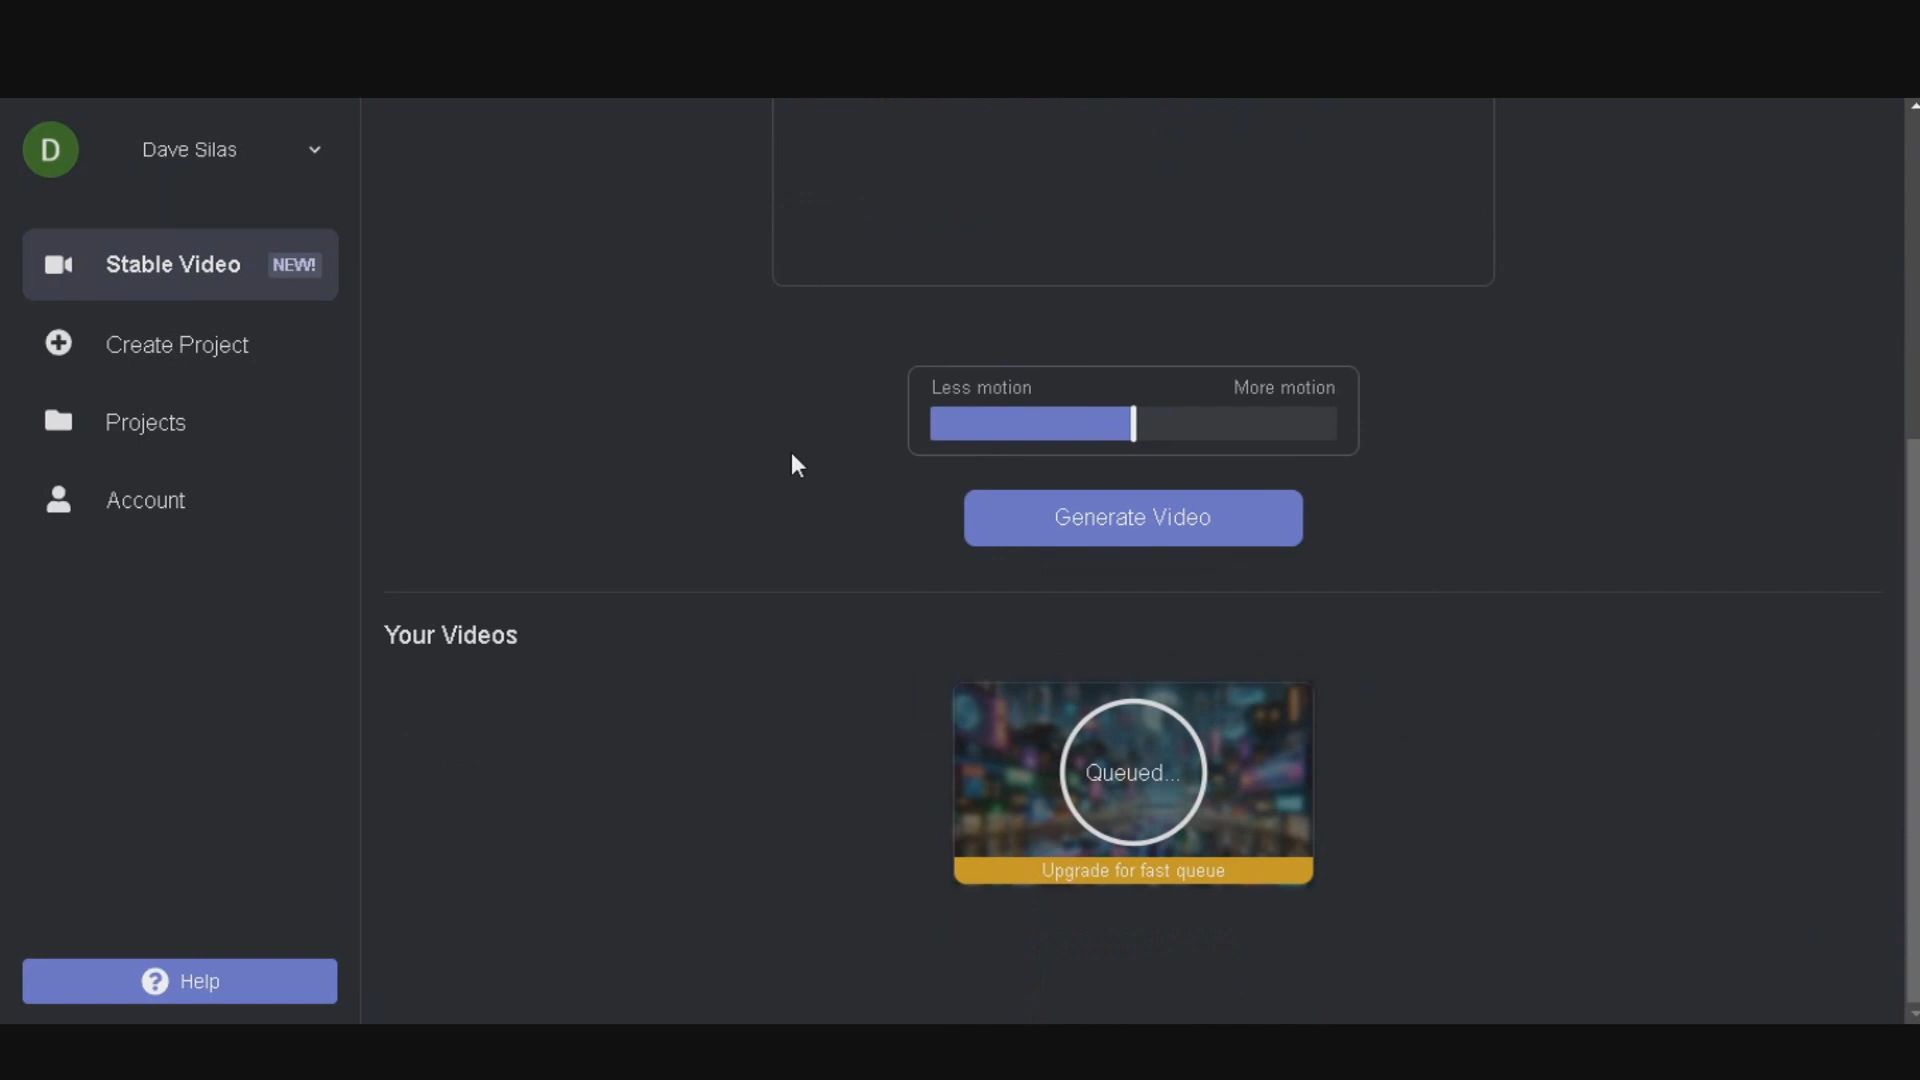 D
Dave Silas
Stable Video NEW!
Create Project
Projects
Account
Help
Less motion More motion
Generate Video
Your Videos
Queued...
Upgrade for fast queue